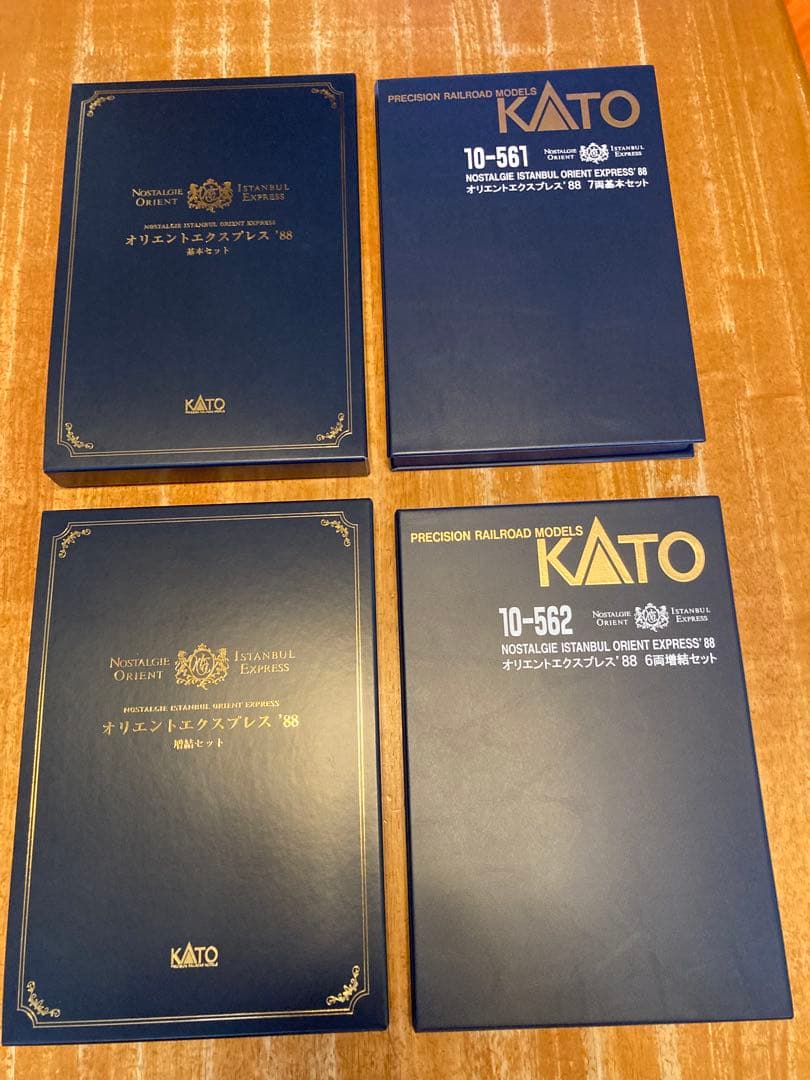 NOSTALGIE ISTANBUL
ORIENT EXPRESS
NOSTALGIE ISTANBUL ORIENT EXPRESS
オリエントエクスプレス '88
基本セット
KATO
PRECISION RAILROAD MODELS
PRECISION RAILROAD MODELS
KATO
10-561
NOSTALGIE ISTANBUL
ORIENT EXPRESS
NOSTALGIE ISTANBUL ORIENT EXPRESS'88
オリエントエクスプレス'88 7両基本セット
NOSTALGIE ISTANBUL
ORIENT EXPRESS
NOSTALGIE ISTANBUL ORIENT EXPRESS
オリエントエクスプレス '88
増結セット
KATO
PRECISION RAILROAD MODELS
PRECISION RAILROAD MODELS
KATO
10-562
NOSTALGIE ISTANBUL
ORIENT EXPRESS
NOSTALGIE ISTANBUL ORIENT EXPRESS'88
オリエントエクスプレス'88 6両増結セット